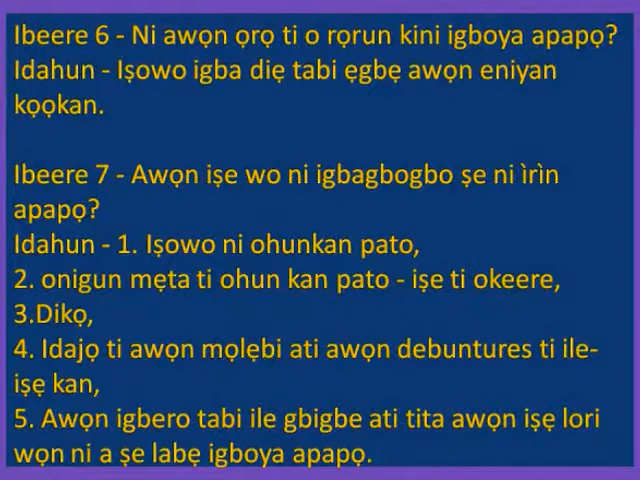 Ibeere 6 - Ni awọn ọrọ ti o rọrun kini igboya apapọ?
Idahun - Iṣowo igba diẹ tabi ẹgbẹ awọn eniyan
kọọkan.
Ibeere 7 - Awọn iṣe wo ni igbagbogbo ṣe ni ìrìn
apapọ?
Idahun - 1. Iṣowo ni ohunkan pato,
2. onigun mẹta ti ohun kan pato - iṣe ti okeere,
3.Dikọ,
4. Idajọ ti awọn mọlẹbi ati awọn debuntures ti ile-
iṣẹ kan,
5. Awọn igbero tabi ile gbigbe ati tita awọn iṣẹ lori
wọn ni a ṣe labẹ igboya apapọ.